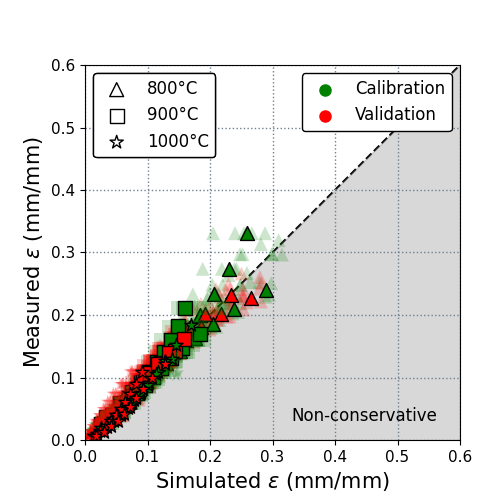 800°C
900°C
1000°C
Calibration
Validation
Non-conservative
0.6
0.5
0.4
0.3
0.2
0.1
0.0
0.0 0.1 0.2 0.3 0.4 0.5 0.6
Measured ε (mm/mm)
Simulated ε (mm/mm)